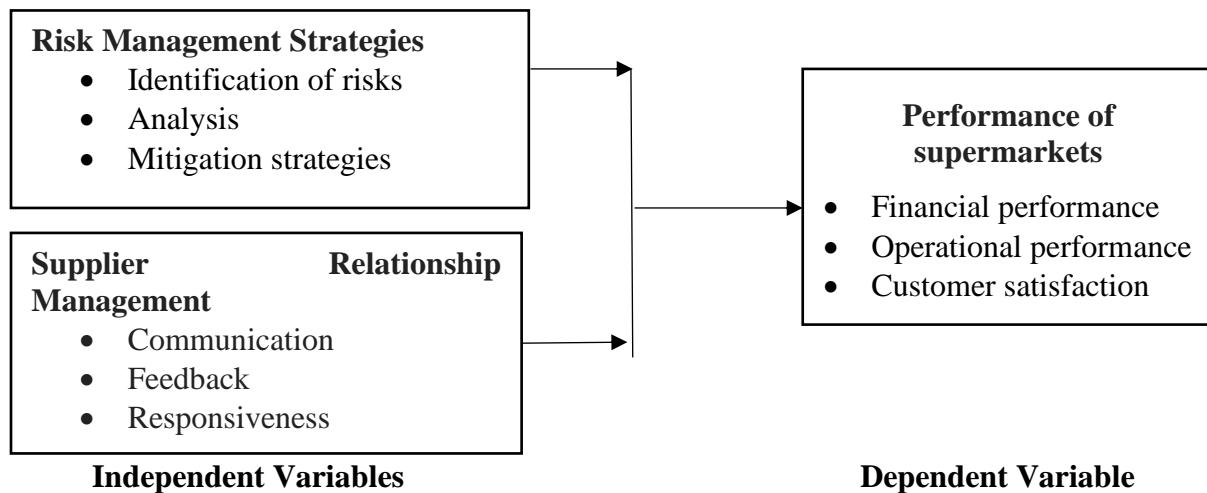 Risk Management Strategies
• Identification of risks
• Analysis
• Mitigation strategies
Supplier Relationship
Management
• Communication
• Feedback
• Responsiveness
Independent Variables
Performance of
supermarkets
• Financial performance
• Operational performance
• Customer satisfaction
Dependent Variable